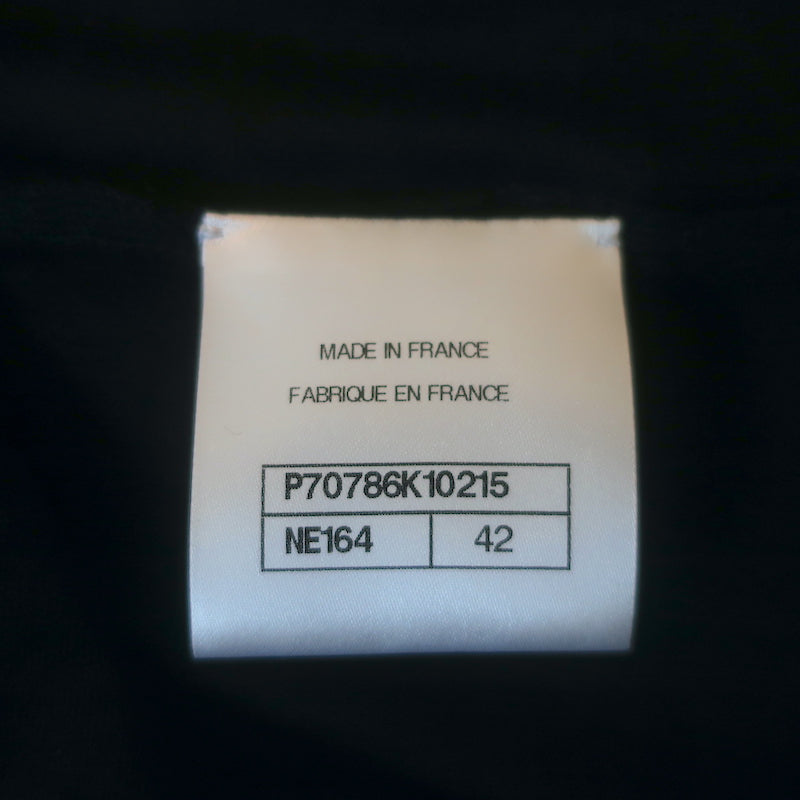 MADE IN FRANCE
FABRIQUE EN FRANCE
P70786K10215
NE164 42